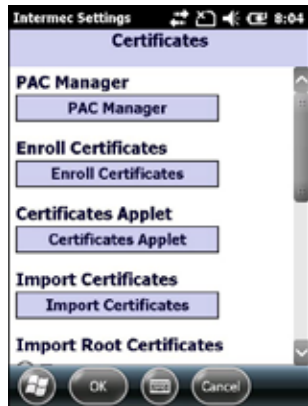 Intermec Settings 8:04
Certificates
PAC Manager
PAC Manager
Enroll Certificates
Enroll Certificates
Certificates Applet
Certificates Applet
Import Certificates
Import Certificates
Import Root Certificates
OK Cancel